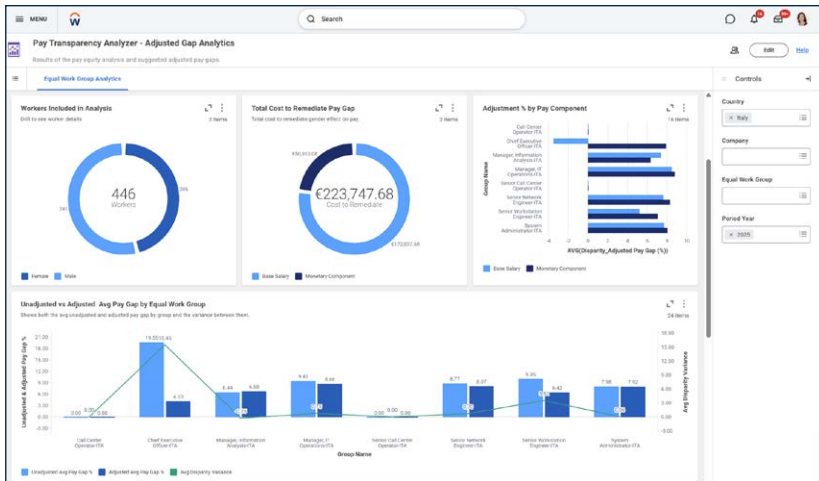 MENU
Search
Pay Transparency Analyzer - Adjusted Gap Analytics
Results of the pay equity analysis and suggested adjusted pay gaps.
Edit
Help
Equal Work Group Analytics
Controls
Country
× Italy
Company
Equal Work Group
Period Year
× 2025
Workers Included in Analysis
Drill to see worker details
2 items
446
Workers
Female
Male
Total Cost to Remediate Pay Gap
Total cost to remediate gender effect on pay.
2 items
€223,747.68
Cost to Remediate
Base Salary
Monetary Component
Adjustment % by Pay Component
16 items
Group Name
Call Center
Operator-ITA
Chief Executive
Officer-ITA
Manager, Information
Analysis-ITA
Manager, IT
Operations-ITA
Senior Call Center
Operator-ITA
Senior Network
Engineer-ITA
Senior Workstation
Engineer-ITA
System
Administrator-ITA
-4 -2 0 2 4 6 8 10
AVG(Disparity_Adjusted Pay Gap (%))
Base Salary
Monetary Component
Unadjusted vs Adjusted Avg Pay Gap by Equal Work Group
Shows both the avg unadjusted and adjusted pay gap by group and the variance between them.
24 items
Unadjusted & Adjusted Pay Gap %
Avg Disparity Variance
Call Center
Operator-ITA
Chief Executive
Officer-ITA
Manager, Information
Analysis-ITA
Manager, IT
Operations-ITA
Senior Call Center
Operator-ITA
Senior Network
Engineer-ITA
Senior Workstation
Engineer-ITA
System
Administrator-ITA
Group Name
Unadjusted Avg Pay Gap %
Adjusted Avg Pay Gap %
Avg Disparity Variance